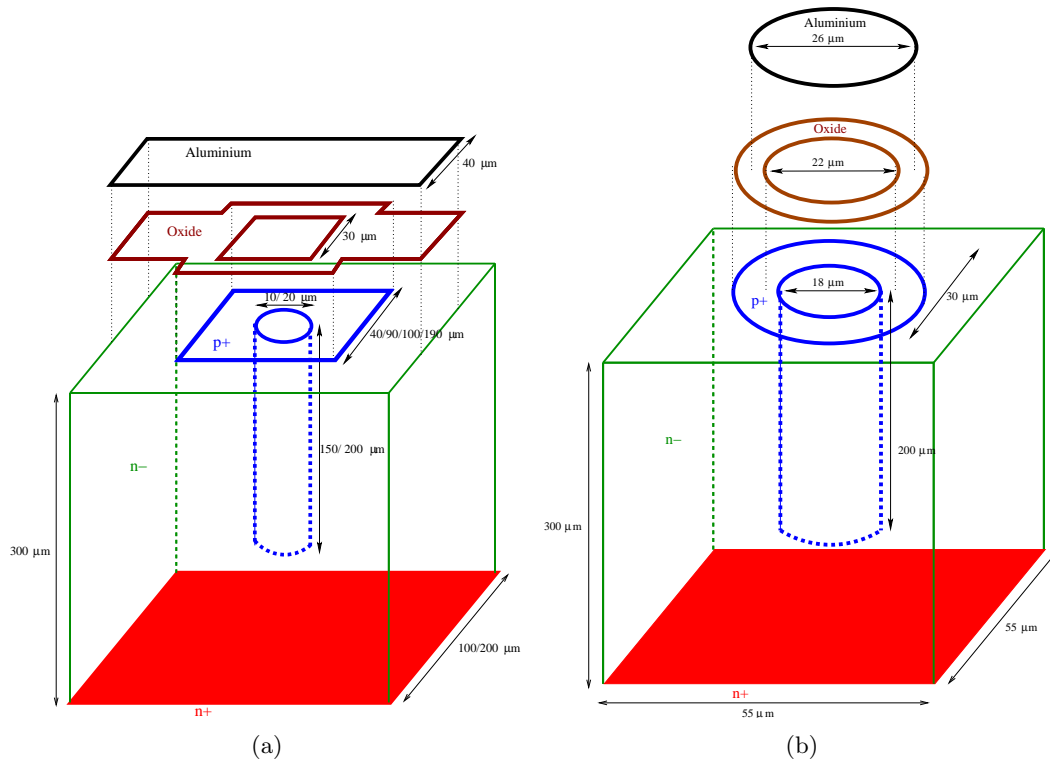 Aluminium
40 μm
Oxide
30 μm
10/ 20 μm
p+
40/90/100/190 μm
150/ 200 μm
n−
300 μm
100/200 μm
n+
(a)
Aluminium
26 μm
Oxide
22 μm
18 μm
p+
30 μm
n−
200 μm
300 μm
55 μm
n+
55 μm
(b)